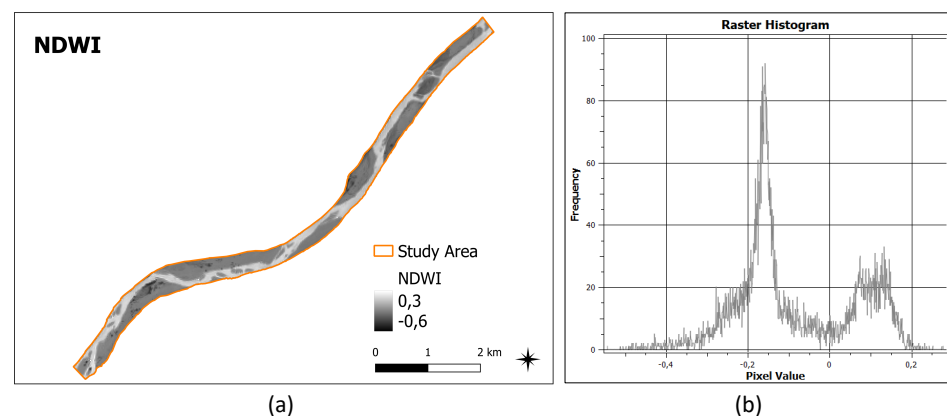 NDWI
Study Area
NDWI
0,3
-0,6
0 1 2 km
(a)
Raster Histogram
Frequency
100
80
60
40
20
0
-0,4 -0,2 0 0,2
Pixel Value
(b)